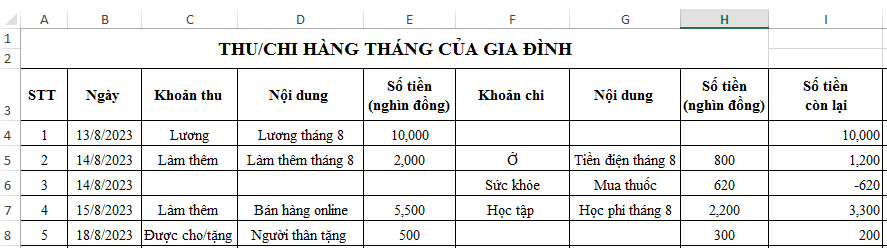 A B C D E F G H I
1 THU/CHI HÀNG THÁNG CỦA GIA ĐÌNH
2
3 STT Ngày Khoản thu Nội dung Số tiền (nghìn đồng) Khoản chi Nội dung Số tiền (nghìn đồng) Số tiền còn lại
4 1 13/8/2023 Lương Lương tháng 8 10,000 10,000
5 2 14/8/2023 Làm thêm Làm thêm tháng 8 2,000 Ở Tiền điện tháng 8 800 1,200
6 3 14/8/2023 Sức khỏe Mua thuốc 620 -620
7 4 15/8/2023 Làm thêm Bán hàng online 5,500 Học tập Học phí tháng 8 2,200 3,300
8 5 18/8/2023 Được cho/tặng Người thân tặng 500 300 200